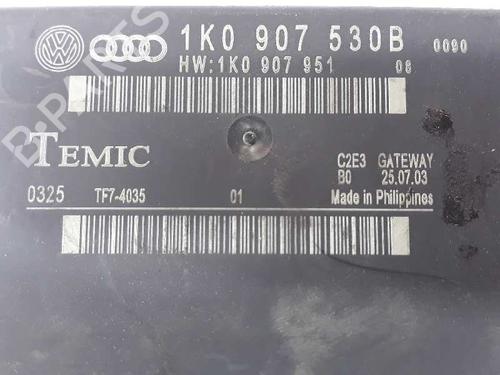 1K0 907 530B 0090
HW:1K0 907 951 08
TEMIC
C2E3 GATEWAY
B0 25.07.03
0325 TF7-4035 01 Made in Philippines
B-PARTS